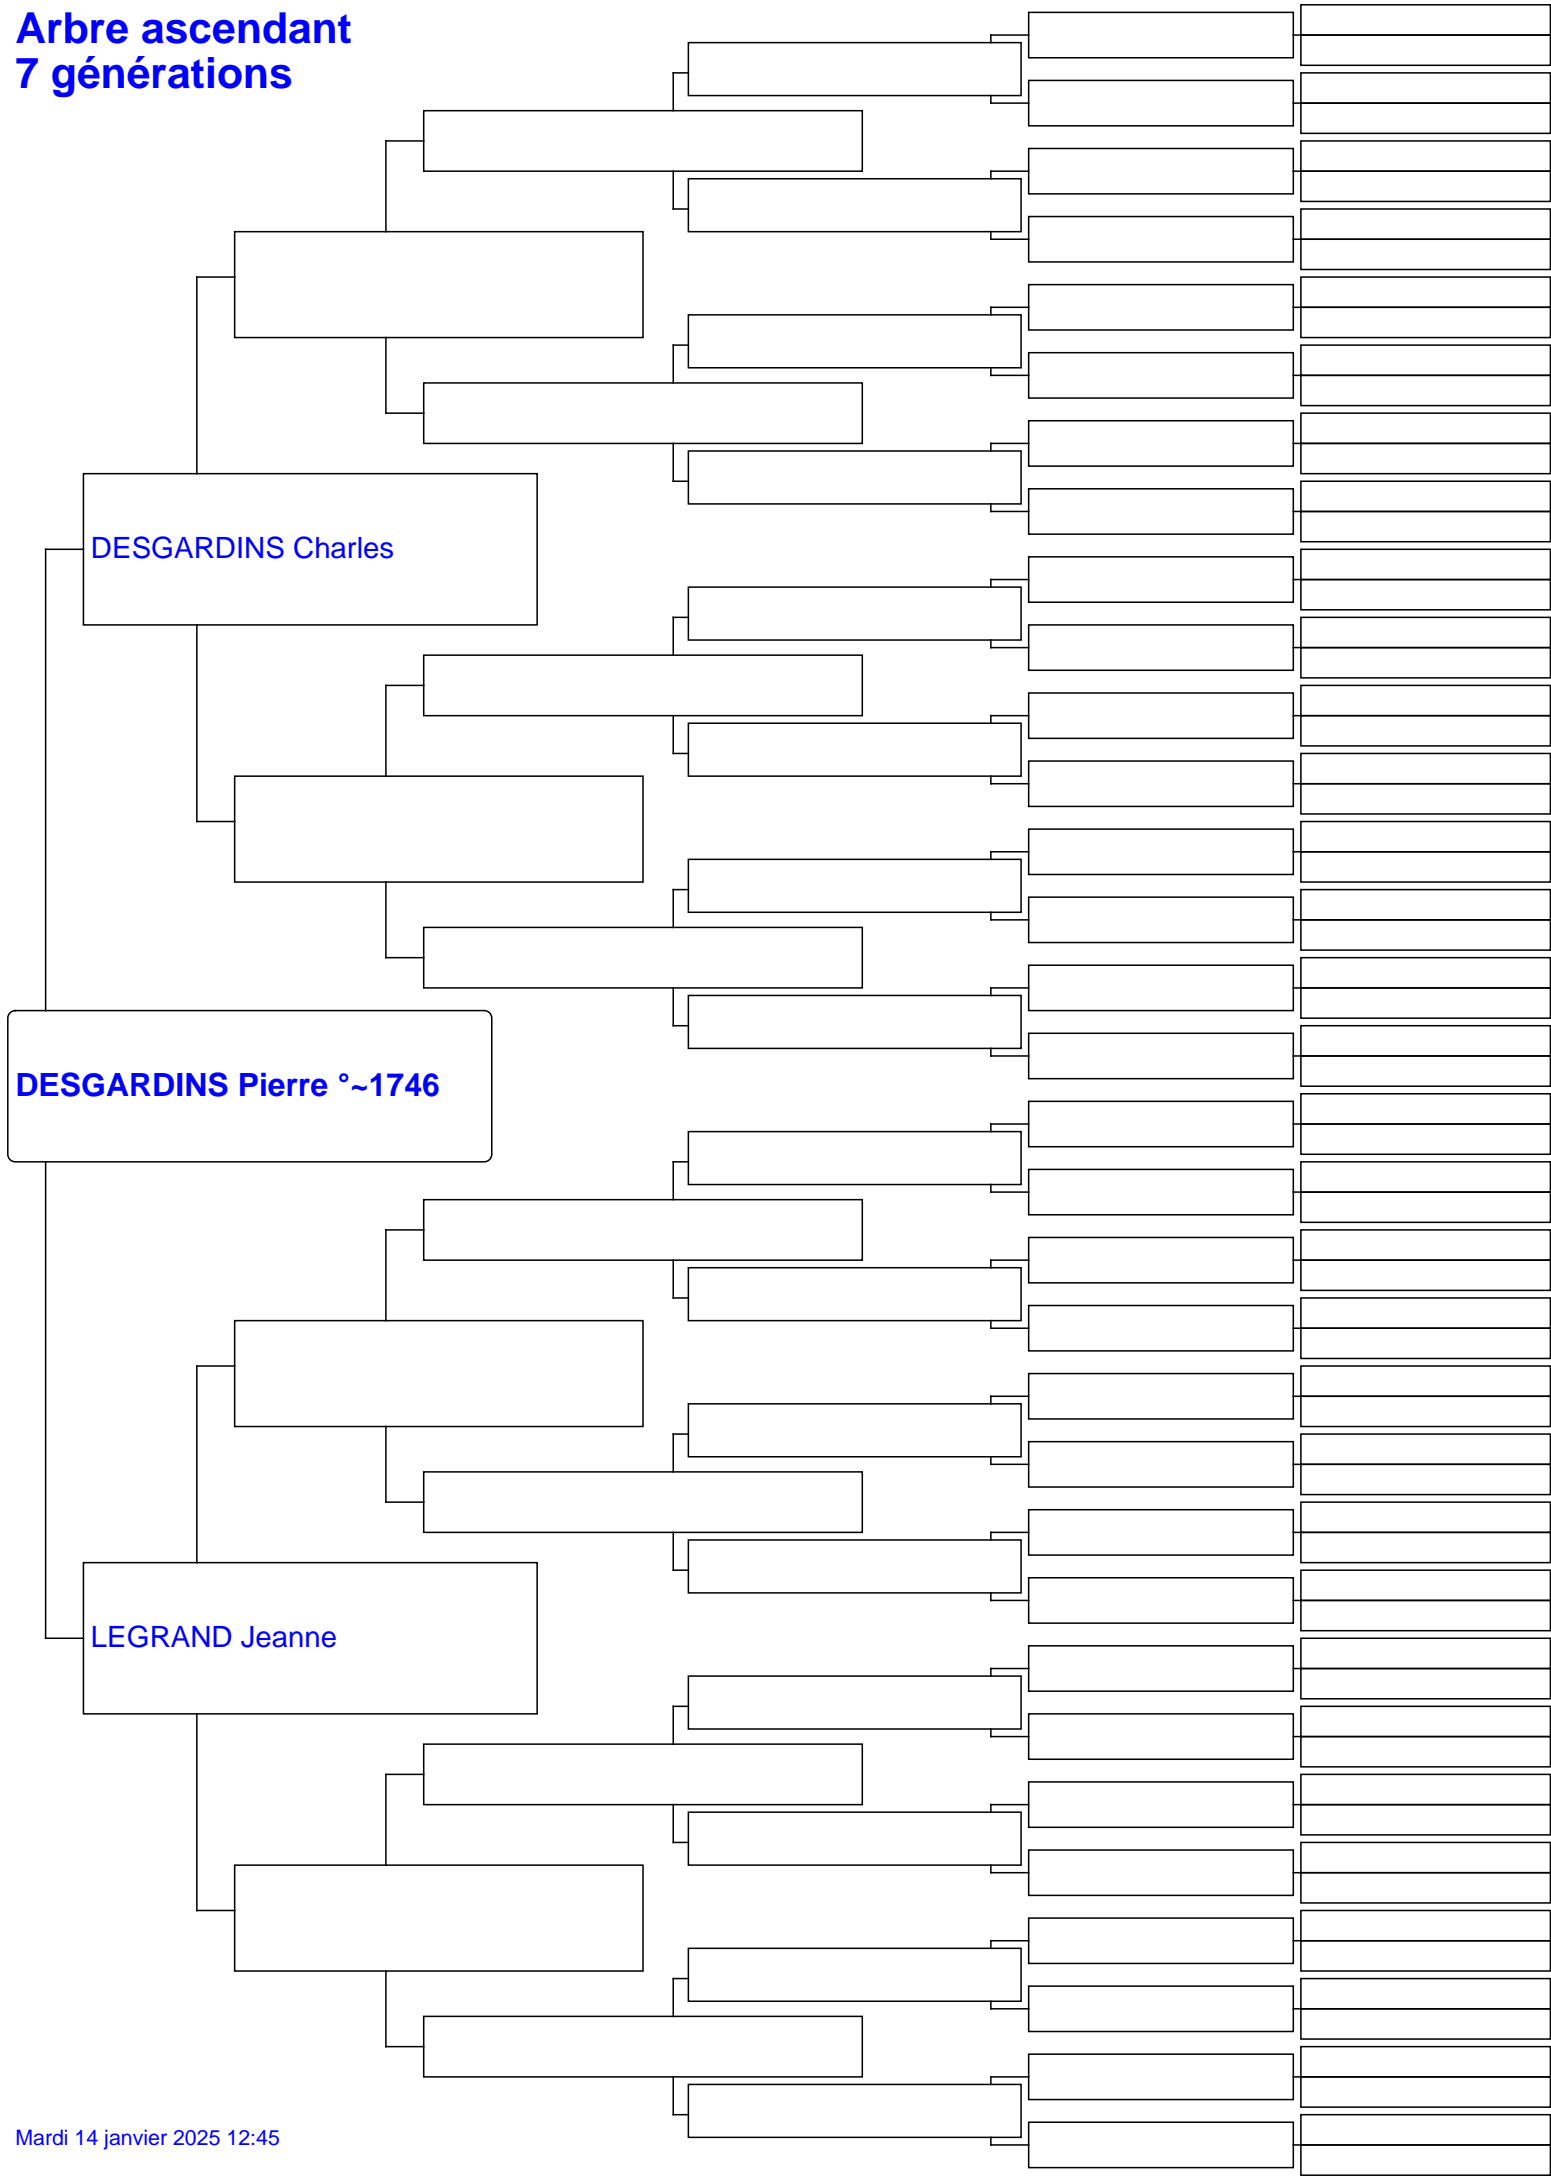 Arbre ascendant
7 générations
DESGARDINS Charles
DESGARDINS Pierre °~1746
LEGRAND Jeanne
Mardi 14 janvier 2025 12:45